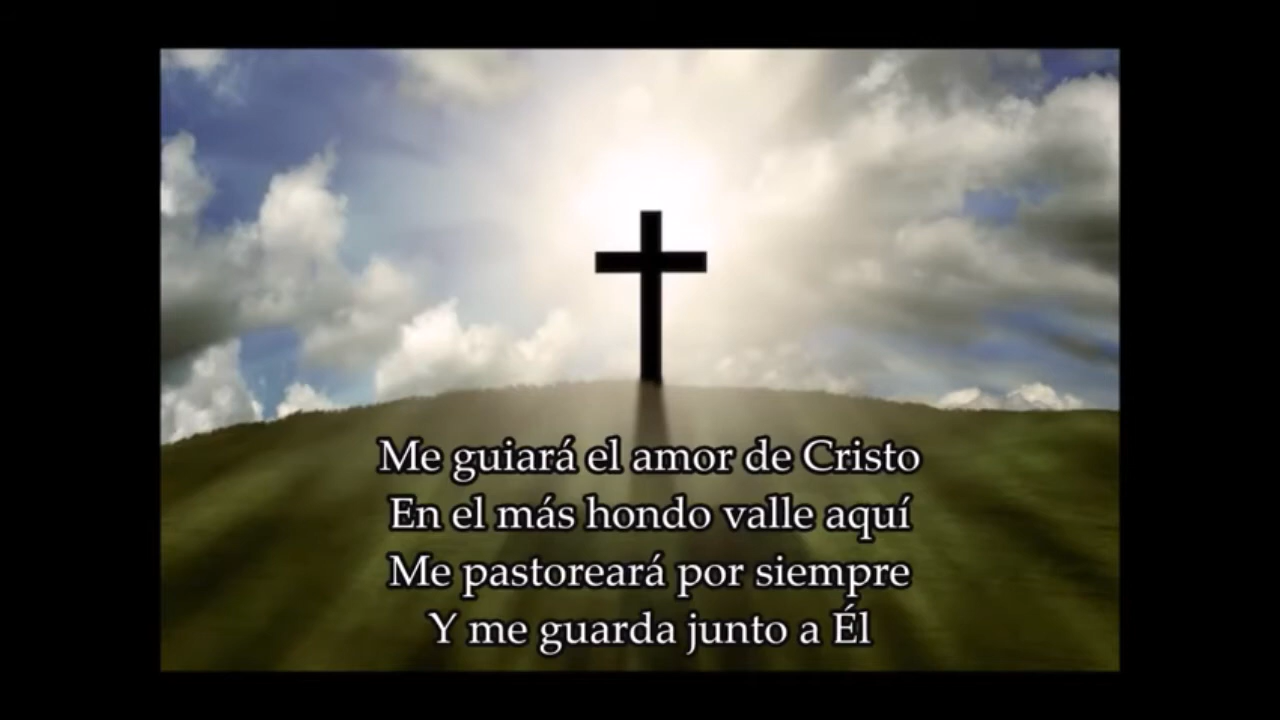 Me guiará el amor de Cristo
En el más hondo valle aquí
Me pastoreará por siempre
Y me guarda junto a Él